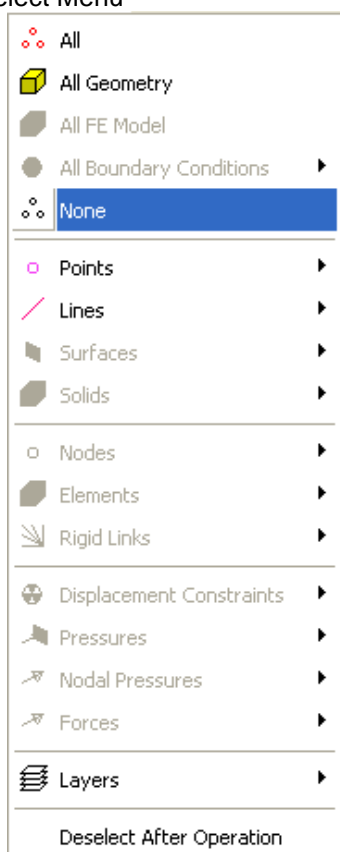 elect Menu
All
All Geometry
All FE Model
All Boundary Conditions
None
Points
Lines
Surfaces
Solids
Nodes
Elements
Rigid Links
Displacement Constraints
Pressures
Nodal Pressures
Forces
Layers
Deselect After Operation